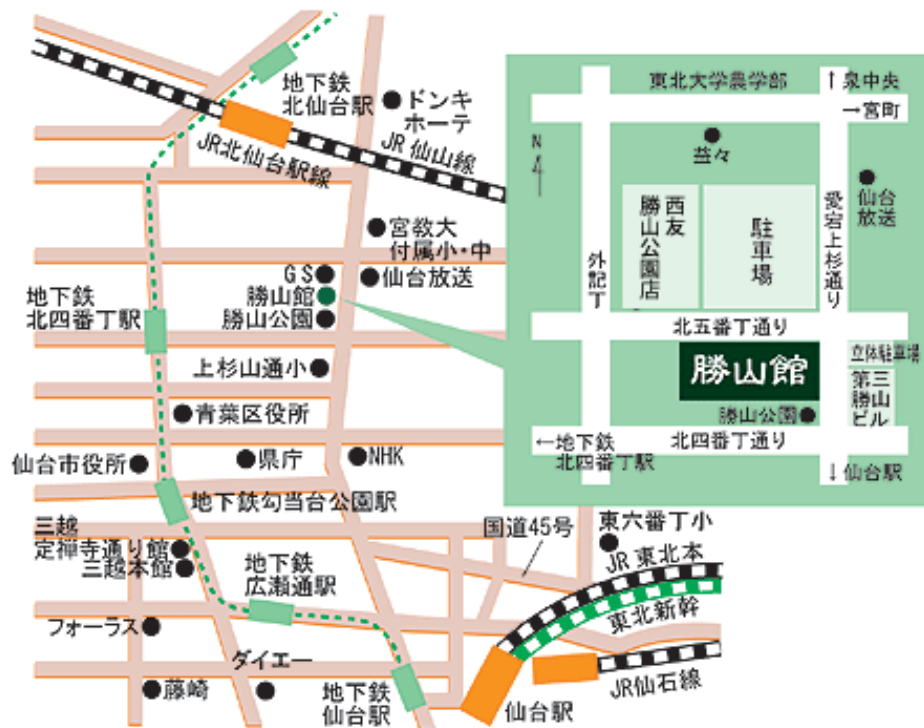 地下鉄
北仙台駅
ドンキ
ホーテ
JR北仙台駅線
JR仙山線
宮教大
付属小・中
GS
仙台放送
勝山館
勝山公園
地下鉄
北四番丁駅
上杉山通小
青葉区役所
仙台市役所
県庁
NHK
地下鉄勾当台公園駅
三越
定禅寺通り館
三越本館
地下鉄
広瀬通駅
国道45号
東六番丁小
JR東北本
東北新幹
フォーラス
ダイエー
藤崎
地下鉄
仙台駅
仙台駅
JR仙石線
東北大学農学部
↑泉中央
→宮町
N
益々
仙台
放送
西友
勝山公園店
駐車場
愛宕上杉通り
外記丁
北五番丁通り
勝山館
立体駐車場
第三
勝山
ビル
勝山公園
←地下鉄
北四番丁駅
北四番丁通り
↓仙台駅